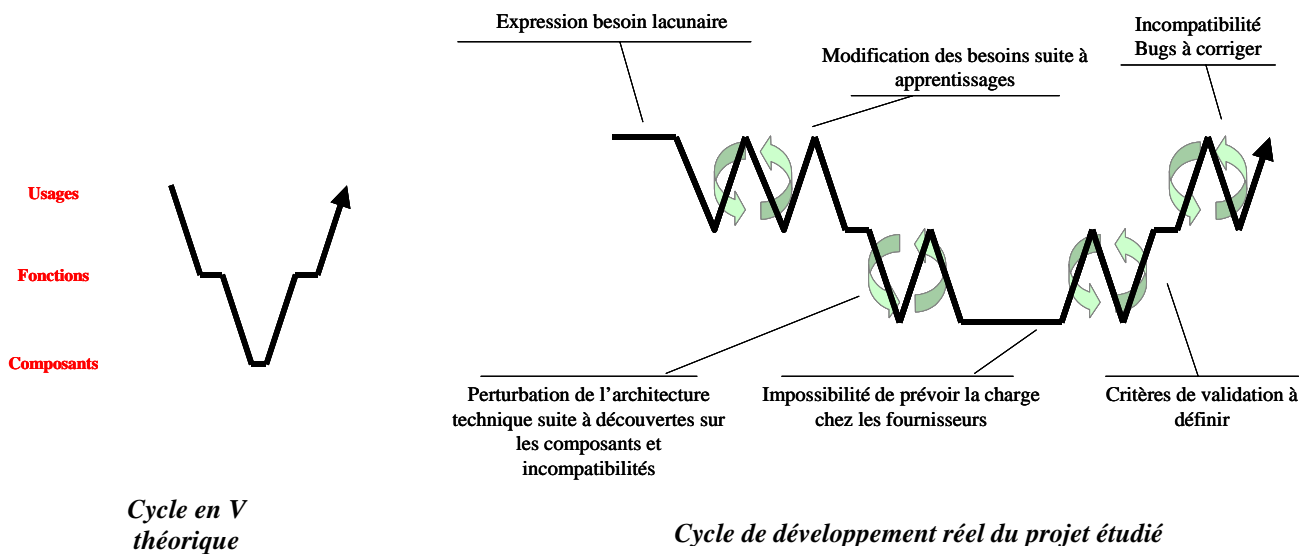 Expression besoin lacunaire
Incompatibilité
Bugs à corriger
Modification des besoins suite à
apprentissages
Usages
Fonctions
Composants
Perturbation de l'architecture
technique suite à découvertes sur
les composants et
incompatibilités
Impossibilité de prévoir la charge
chez les fournisseurs
Critères de validation à
définir
Cycle en V
théorique
Cycle de développement réel du projet étudié